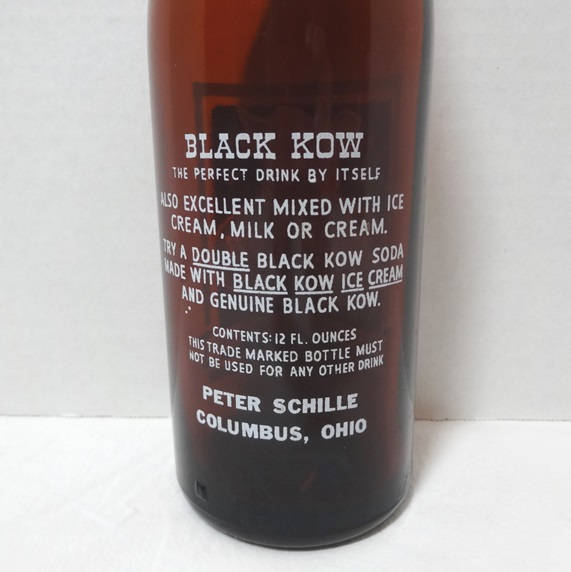 BLACK KOW
THE PERFECT DRINK BY ITSELF
ALSO EXCELLENT MIXED WITH ICE
CREAM, MILK OR CREAM.
TRY A DOUBLE BLACK KOW SODA
MADE WITH BLACK KOW ICE CREAM
AND GENUINE BLACK KOW.
CONTENTS: 12 FL. OUNCES
THIS TRADE MARKED BOTTLE MUST
NOT BE USED FOR ANY OTHER DRINK
PETER SCHILLE
COLUMBUS, OHIO